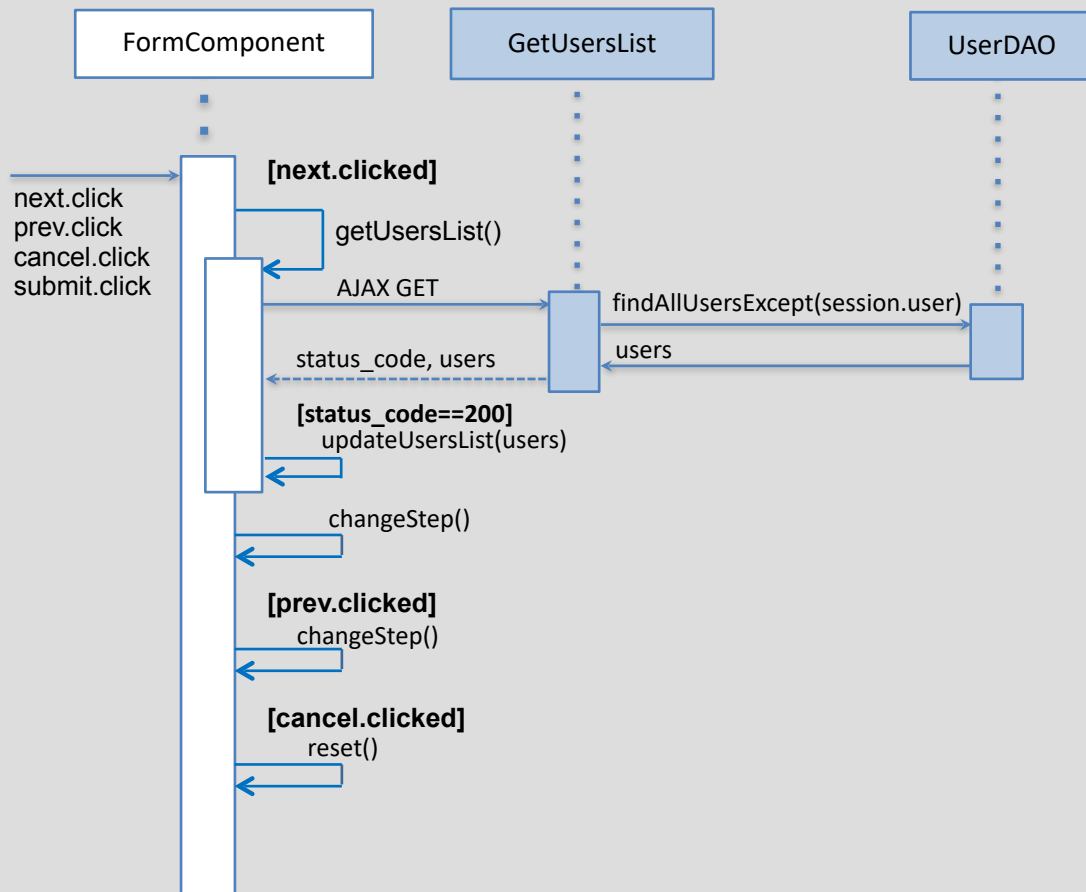 FormComponent
GetUsersList
UserDAO
[next.clicked]
next.click
prev.click
cancel.click
submit.click
getUsersList()
AJAX GET
findAllUsersExcept(session.user)
users
status_code, users
[status_code==200]
updateUsersList(users)
changeStep()
[prev.clicked]
changeStep()
[cancel.clicked]
reset()